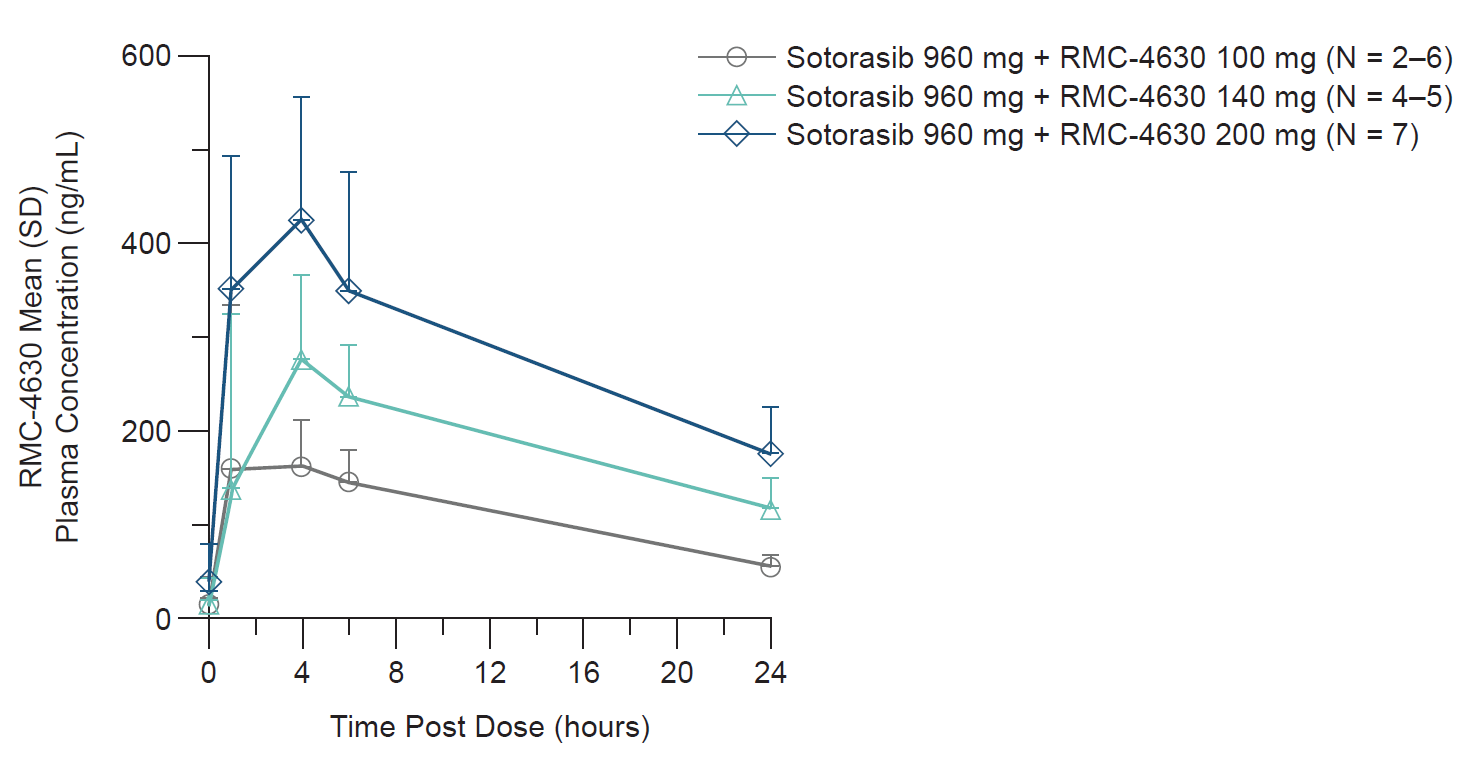 600
400
200
0
RMC-4630 Mean (SD)
Plasma Concentration (ng/mL)
Sotorasib 960 mg + RMC-4630 100 mg (N = 2–6)
Sotorasib 960 mg + RMC-4630 140 mg (N = 4–5)
Sotorasib 960 mg + RMC-4630 200 mg (N = 7)
0 4 8 12 16 20 24
Time Post Dose (hours)